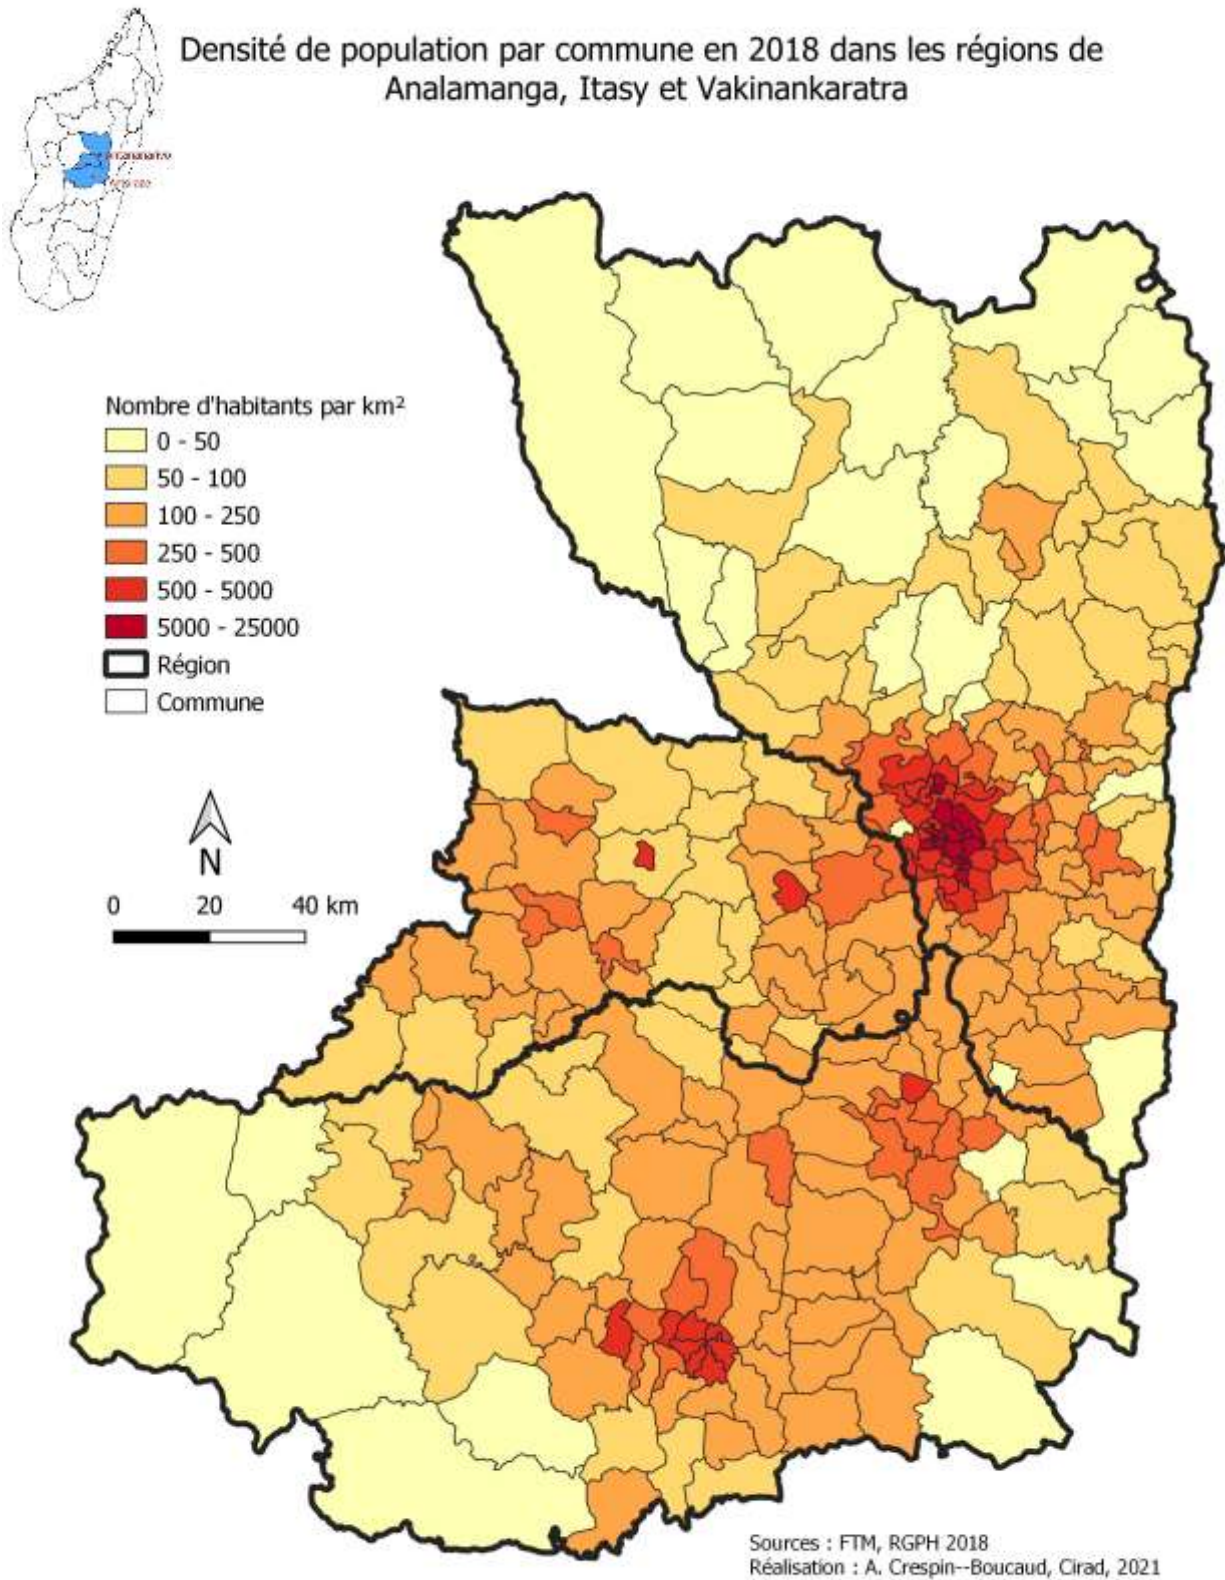 Densité de population par commune en 2018 dans les régions de
Analamanga, Itasy et Vakinankaratra
Nombre d'habitants par km²
0 - 50
50 - 100
100 - 250
250 - 500
500 - 5000
5000 - 25000
Région
Commune
N
0 20 40 km
Sources : FTM, RGPH 2018
Réalisation : A. Crespin--Boucaud, Cirad, 2021